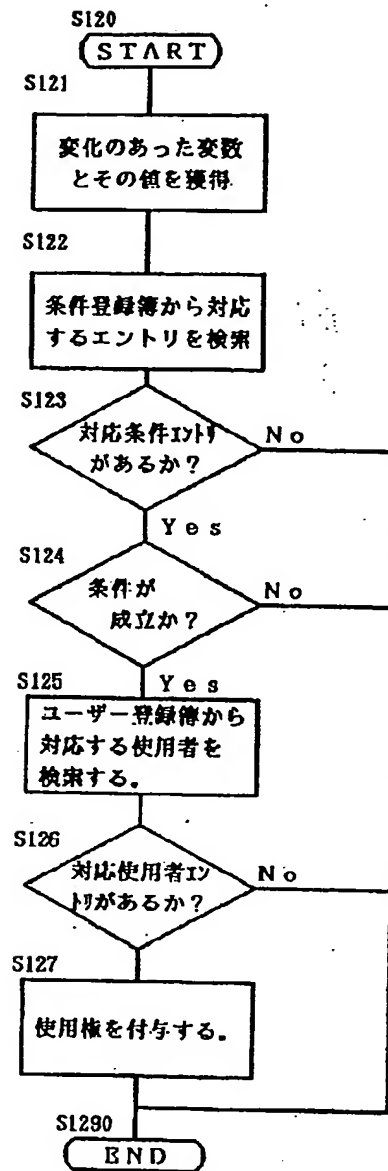 S120
START
S121
変化のあった変数
とその値を獲得
S122
条件登録簿から対応
するエントリを検索
S123
対応条件エントリ
があるか?
No
Yes
S124
条件が
成立か?
No
Yes
S125
ユーザー登録簿から
対応する使用者を
検索する。
S126
対応使用者エン
トリがあるか?
No
S127
使用権を付与する。
S1290
END